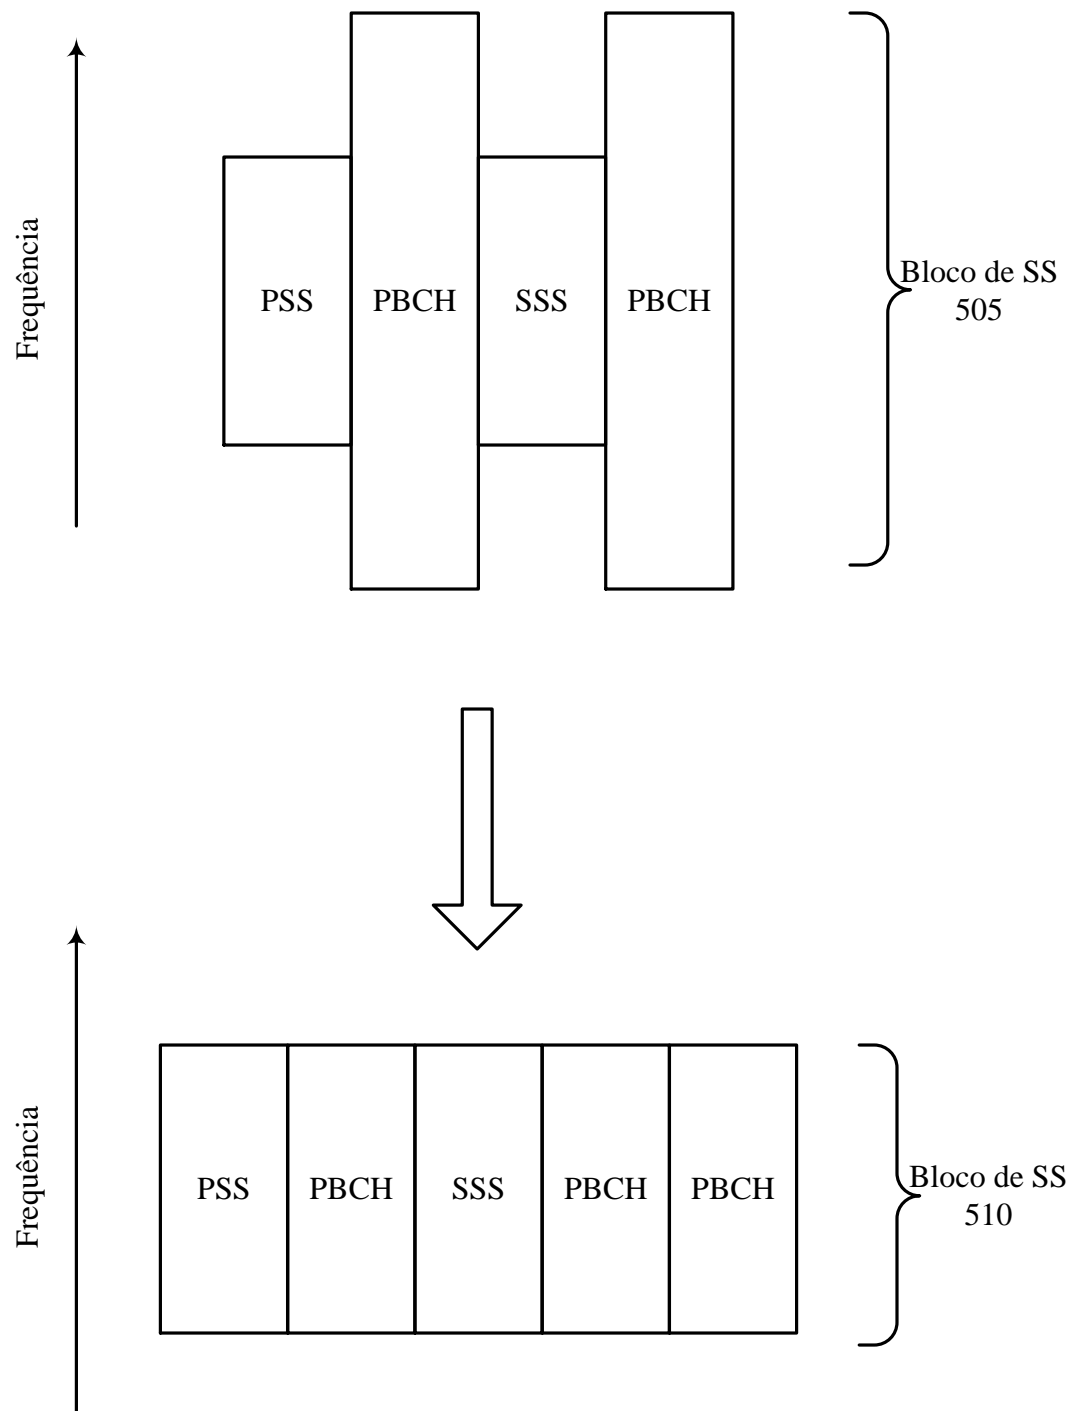 Frequência
PSS
PBCH
SSS
PBCH
Bloco de SS
505
Frequência
PSS
PBCH
SSS
PBCH
PBCH
Bloco de SS
510